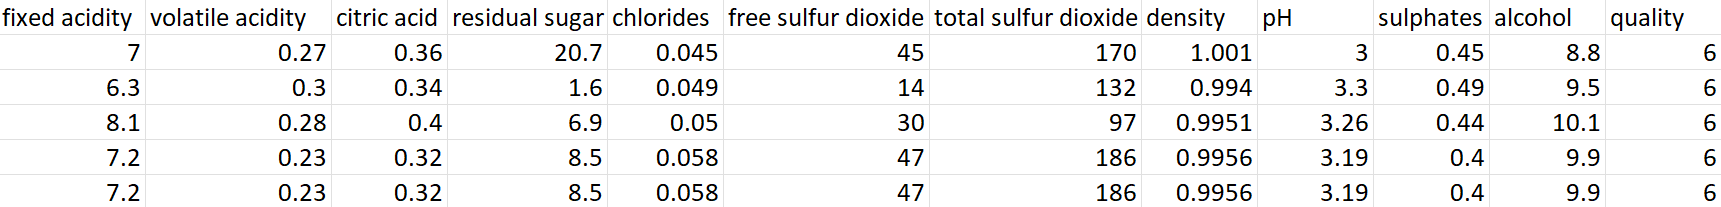 fixed acidity volatile acidity citric acid residual sugar chlorides free sulfur dioxide total sulfur dioxide density pH sulphates alcohol quality
7 0.27 0.36 20.7 0.045 45 170 1.001 3 0.45 8.8 6
6.3 0.3 0.34 1.6 0.049 14 132 0.994 3.3 0.49 9.5 6
8.1 0.28 0.4 6.9 0.05 30 97 0.9951 3.26 0.44 10.1 6
7.2 0.23 0.32 8.5 0.058 47 186 0.9956 3.19 0.4 9.9 6
7.2 0.23 0.32 8.5 0.058 47 186 0.9956 3.19 0.4 9.9 6